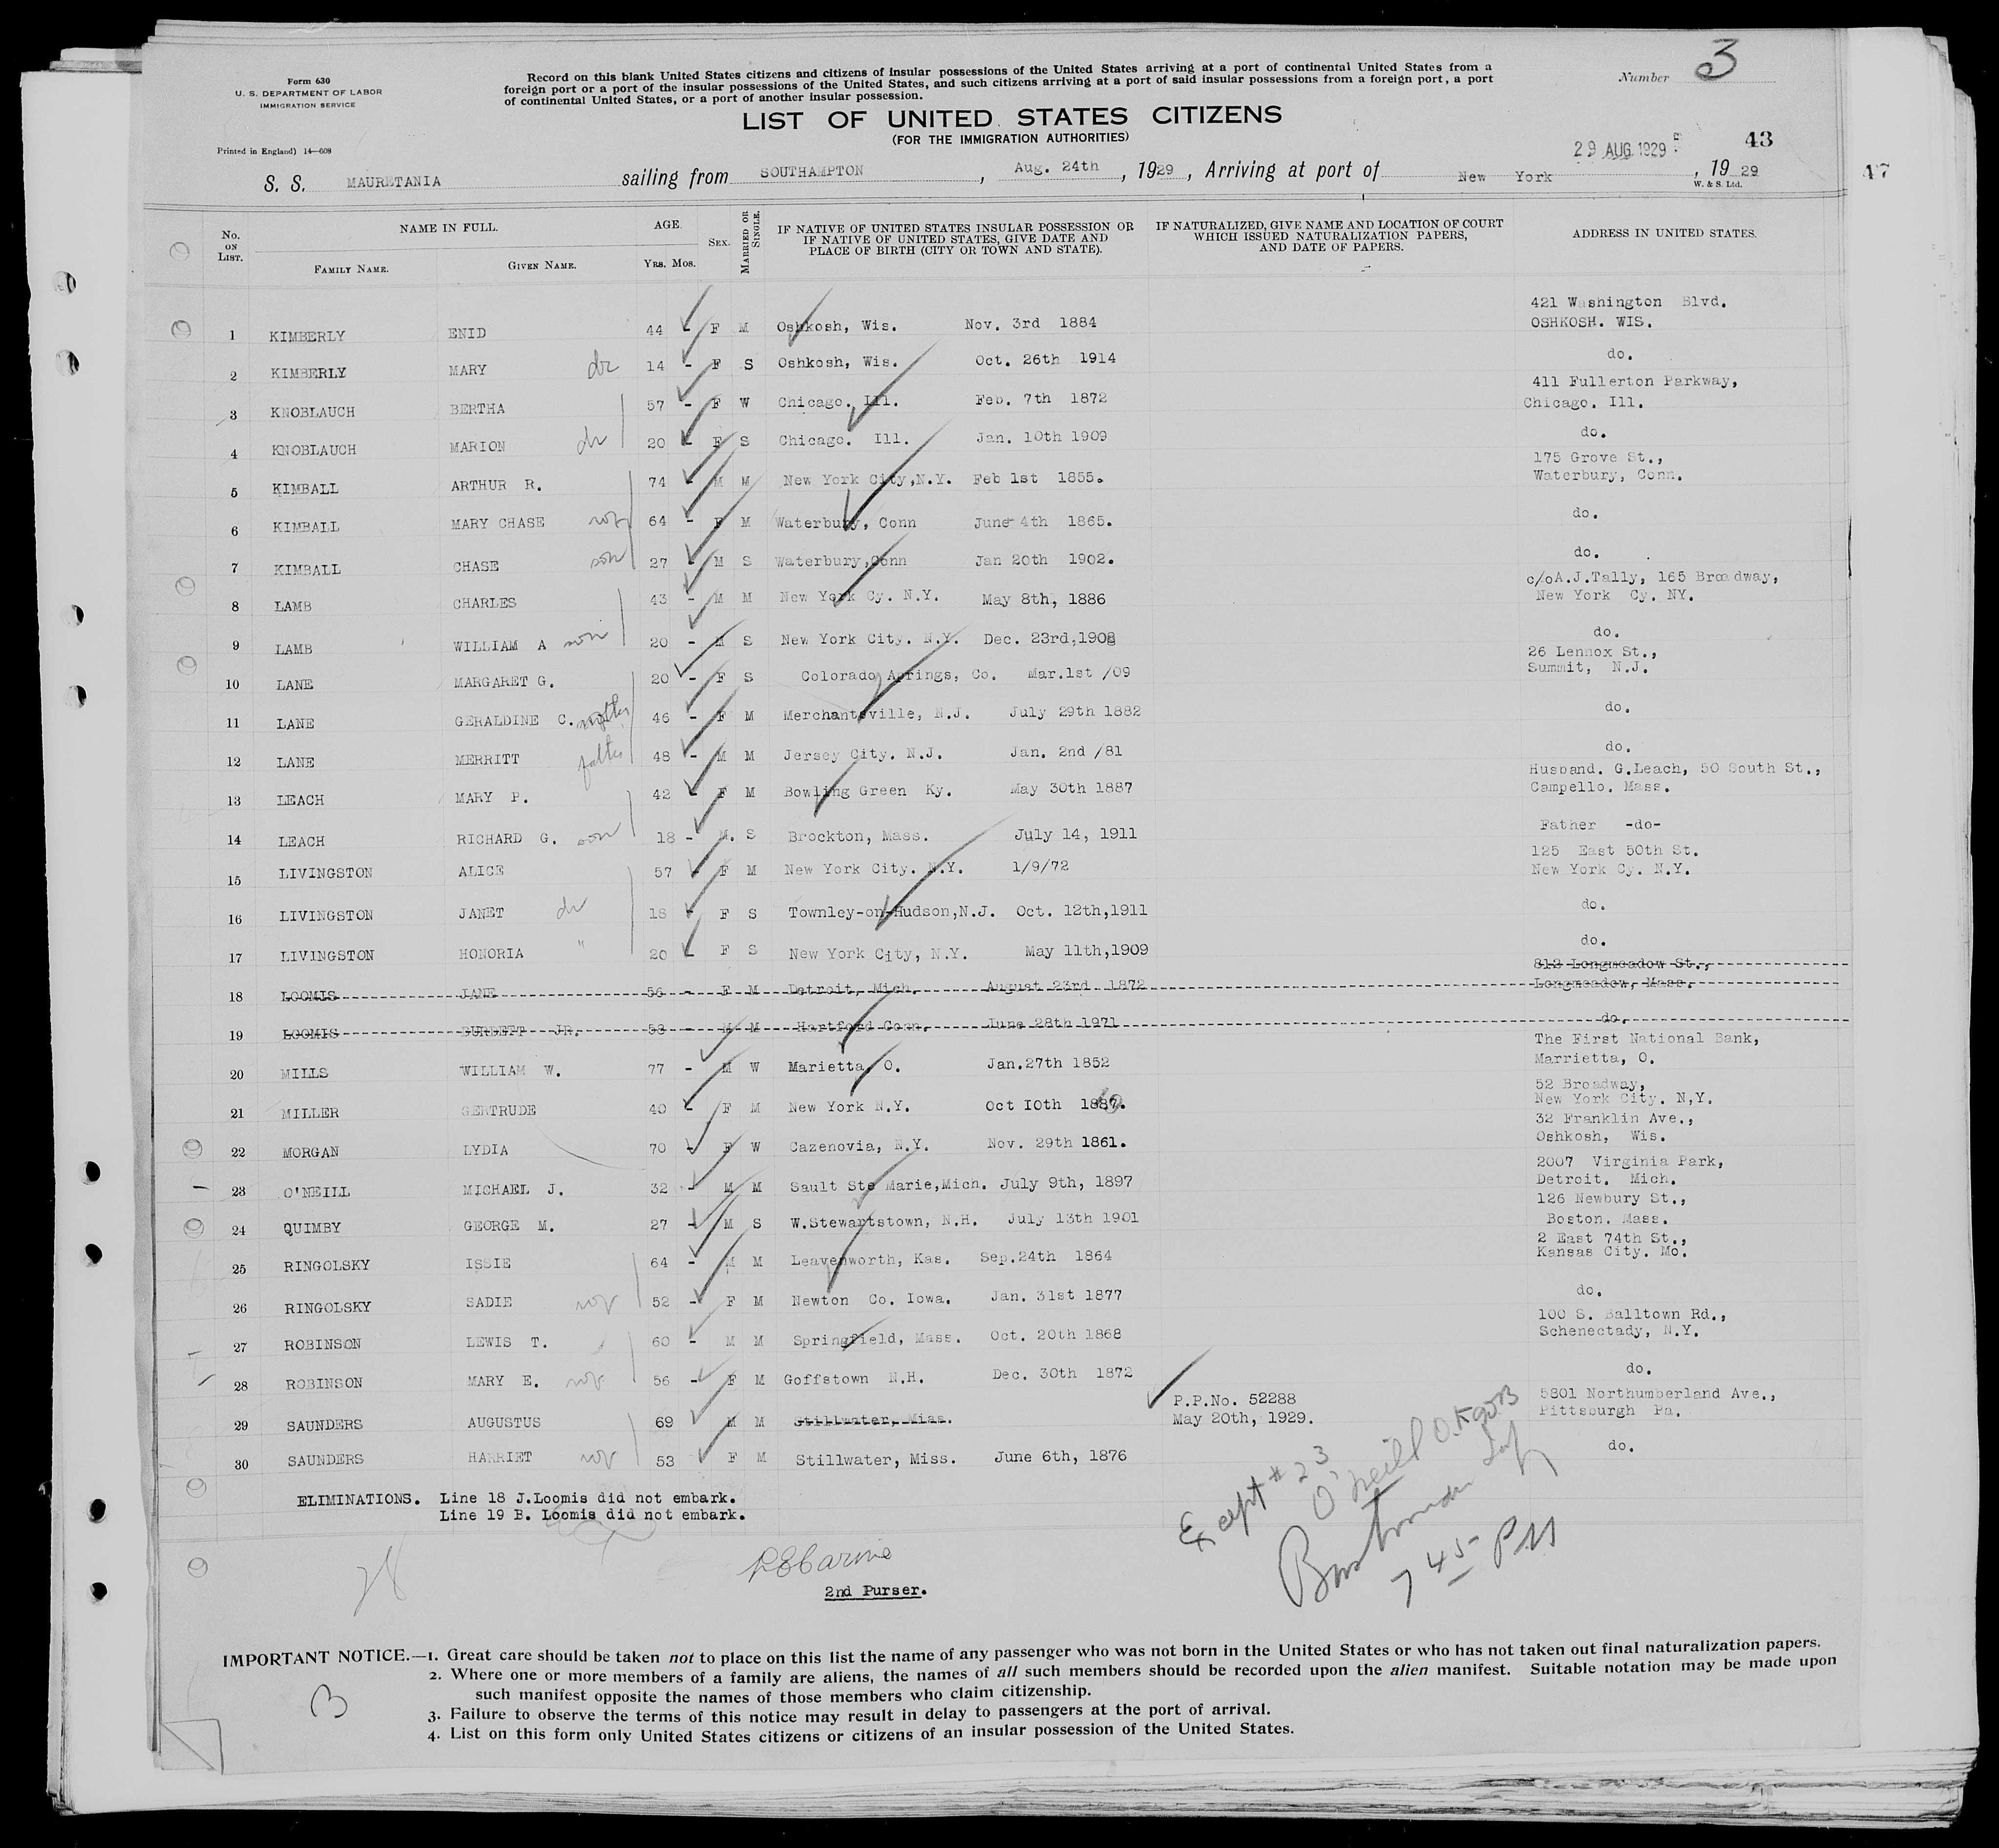 Form 630
U. S. DEPARTMENT OF LABOR
IMMIGRATION SERVICE
Record on this blank United States citizens and citizens of insular possessions of the United States arriving at a port of continental United States from a
foreign port or a port of the insular possessions of the United States, and such citizens arriving at a port of said insular possessions from a foreign port, a port
of continental United States, or a port of another insular possession.
Number 3
LIST OF UNITED STATES CITIZENS
(FOR THE IMMIGRATION AUTHORITIES)
Printed in England) 14—608
29 AUG 1929 43
47
S. S. MAURETANIA sailing from SOUTHAMPTON, Aug. 24th, 1929, Arriving at port of New York, 1929
W. & S. Ltd.
No. ON LIST. NAME IN FULL. FAMILY NAME. GIVEN NAME. AGE. YRS. MOS. SEX. MARRIED OR SINGLE. IF NATIVE OF UNITED STATES INSULAR POSSESSION OR IF NATIVE OF UNITED STATES, GIVE DATE AND PLACE OF BIRTH (CITY OR TOWN AND STATE). IF NATURALIZED, GIVE NAME AND LOCATION OF COURT WHICH ISSUED NATURALIZATION PAPERS, AND DATE OF PAPERS. ADDRESS IN UNITED STATES.
421 Washington Blvd.
1 KIMBERLY ENID 44 - F M Oshkosh, Wis. Nov. 3rd 1884 OSHKOSH. WIS.
2 KIMBERLY MARY 14 - F S Oshkosh, Wis. Oct. 26th 1914 do.
411 Fullerton Parkway,
3 KNOBLAUCH BERTHA 57 - F W Chicago. Ill. Feb. 7th 1872 Chicago. Ill.
4 KNOBLAUCH MARION 20 - F S Chicago. Ill. Jan. 10th 1909 do.
175 Grove St.,
5 KIMBALL ARTHUR R. 74 - M M New York City,N.Y. Feb 1st 1855. Waterbury, Conn.
6 KIMBALL MARY CHASE 64 - F M Waterbury, Conn June 4th 1865. do.
7 KIMBALL CHASE son 27 - M S Waterbury,Conn Jan 20th 1902. do.
c/oA.J.Tally, 165 Broadway,
8 LAMB CHARLES 43 - M M New York Cy. N.Y. May 8th, 1886 New York Cy. NY.
9 LAMB WILLIAM A son 20 - M S New York City. N.Y. Dec. 23rd,1908 do.
26 Lennox St.,
10 LANE MARGARET G. 20 - F S Colorado Springs, Co. Mar.1st /09 Summit, N.J.
11 LANE GERALDINE C. mother 46 - F M Merchantsville, N.J. July 29th 1882 do.
12 LANE MERRITT father 48 - M M Jersey City. N.J. Jan. 2nd /81 do.
Husband. G.Leach, 50 South St.,
13 LEACH MARY P. 42 - F M Bowling Green Ky. May 30th 1887 Campello. Mass.
14 LEACH RICHARD G. son 18 - M. S Brockton, Mass. July 14, 1911 Father -do-
125 East 50th St.
15 LIVINGSTON ALICE 57 - F M New York City. N.Y. 1/9/72 New York Cy. N.Y.
16 LIVINGSTON JANET 18 - F S Townley-on-Hudson,N.J. Oct. 12th,1911 do.
17 LIVINGSTON HONORIA " 20 - F S New York City, N.Y. May 11th,1909 do.
812 Longmeadow St.,
18 LOOMIS JANE 56 - F M Detroit, Mich. August 23rd 1872 Longmeadow, Mass.
19 LOOMIS BURDETT JR. 58 - M M Hartford Conn. June 28th 1971 do.
The First National Bank,
20 MILLS WILLIAM W. 77 - M W Marietta, O. Jan.27th 1852 Marrietta, O.
52 Broadway,
21 MILLER GERTRUDE 40 - F M New York N.Y. Oct 10th 1887. New York City. N,Y.
32 Franklin Ave.,
22 MORGAN LYDIA 70 - F W Cazenovia, N.Y. Nov. 29th 1861. Oshkosh, Wis.
2007 Virginia Park,
23 O'NEILL MICHAEL J. 32 - M M Sault Ste Marie,Mich. July 9th, 1897 Detroit. Mich.
126 Newbury St.,
24 QUIMBY GEORGE M. 27 - M S W.Stewartstown, N.H. July 13th 1901 Boston. Mass.
2 East 74th St.,
25 RINGOLSKY ISSIE 64 - M M Leavenworth, Kas. Sep.24th 1864 Kansas City. Mo.
26 RINGOLSKY SADIE 52 - F M Newton Co. Iowa. Jan. 31st 1877 do.
100 S. Balltown Rd.,
27 ROBINSON LEWIS T. 60 - M M Springfield, Mass. Oct. 20th 1868 Schenectady, N.Y.
28 ROBINSON MARY E. 56 - F M Goffstown N.H. Dec. 30th 1872 do.
P.P.No. 52288 5801 Northumberland Ave.,
29 SAUNDERS AUGUSTUS 69 M M Stillwater, Miss. May 20th, 1929. Pittsburgh Pa.
30 SAUNDERS HARRIET 53 F M Stillwater, Miss. June 6th, 1876 do.
ELIMINATIONS. Line 18 J.Loomis did not embark.
Line 19 B. Loomis did not embark.
Except #23
O'Neill
7 45 PM
2nd Purser.
IMPORTANT NOTICE.—1. Great care should be taken not to place on this list the name of any passenger who was not born in the United States or who has not taken out final naturalization papers.
2. Where one or more members of a family are aliens, the names of all such members should be recorded upon the alien manifest. Suitable notation may be made upon
such manifest opposite the names of those members who claim citizenship.
3. Failure to observe the terms of this notice may result in delay to passengers at the port of arrival.
4. List on this form only United States citizens or citizens of an insular possession of the United States.